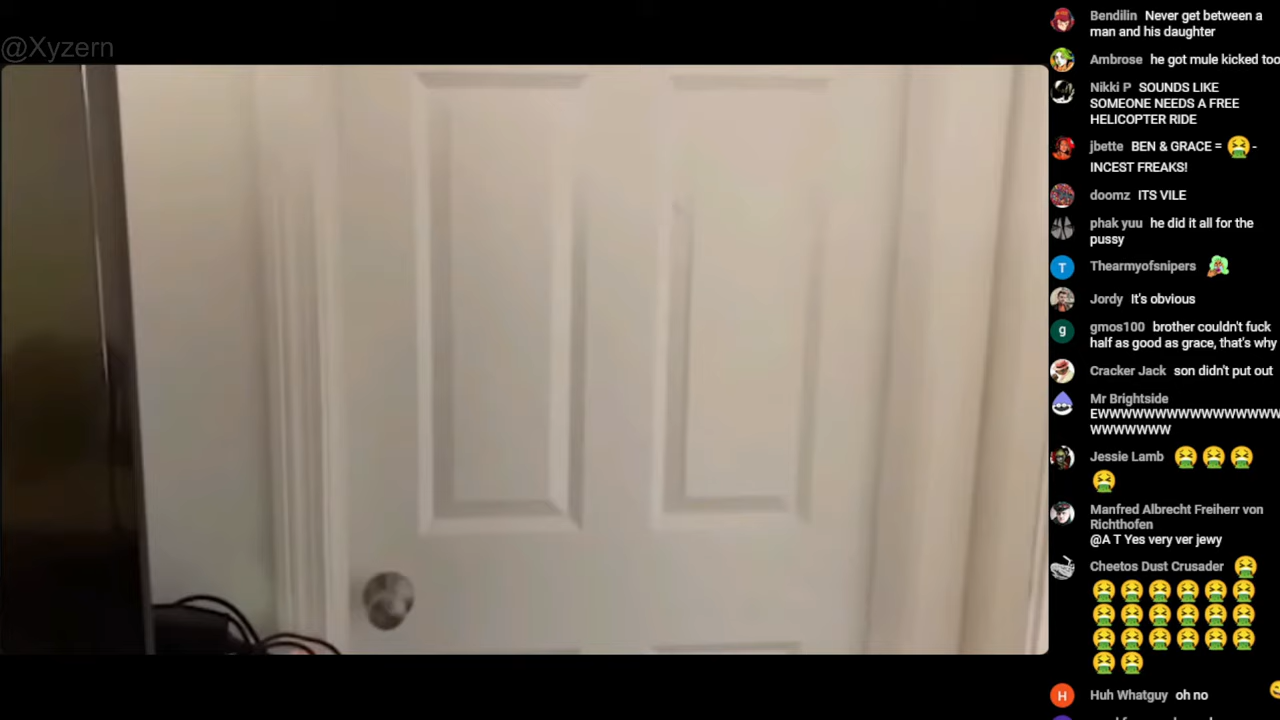 @Xyzern
Bendilin Never get between a
man and his daughter
Ambrose he got mule kicked too
Nikki P SOUNDS LIKE
SOMEONE NEEDS A FREE
HELICOPTER RIDE
jbette BEN & GRACE = 🤮 -
INCEST FREAKS!
doomz ITS VILE
phak yuu he did it all for the
pussy
T Thearmyofsnipers
Jordy It's obvious
g gmos100 brother couldn't fuck
half as good as grace, that's why
Cracker Jack son didn't put out
Mr Brightside
EWWWWWWWWWWWWWWWW
WWWWWWW
Jessie Lamb 🤮 🤮 🤮
🤮
Manfred Albrecht Freiherr von
Richthofen
@A T Yes very ver jewy
Cheetos Dust Crusader 🤮
🤮 🤮 🤮 🤮 🤮 🤮
🤮 🤮 🤮 🤮 🤮 🤮
🤮 🤮 🤮 🤮 🤮 🤮
🤮 🤮
H Huh Whatguy oh no